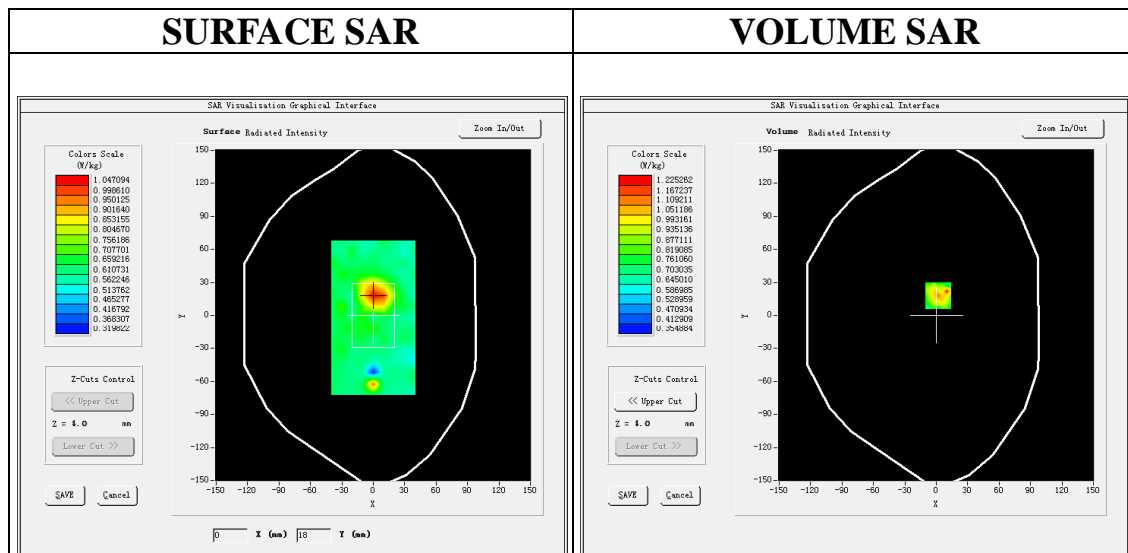 SURFACE SAR
VOLUME SAR
SAR Visualisation Graphical Interface
Surface Radiated Intensity
Zoom In/Out
Colors Scale
(W/kg)
1.047094
0.998610
0.950125
0.901640
0.853155
0.804670
0.756186
0.707701
0.659216
0.610731
0.562246
0.513762
0.465277
0.416792
0.368307
0.319822
150
120
90
60
30
0
-30
-60
-90
-120
-150
Y
-150 -120 -90 -60 -30 0 30 60 90 120 150
X
Z-Cuts Control
<< Upper Cut
Z = 4.0 mm
Lower Cut >>
SAVE Cancel
0 X (mm) 18 Y (mm)
SAR Visualisation Graphical Interface
Volume Radiated Intensity
Zoom In/Out
Colors Scale
(W/kg)
1.225262
1.167237
1.109211
1.051186
0.993161
0.935136
0.877111
0.819085
0.761060
0.703035
0.645010
0.586985
0.528959
0.470934
0.412909
0.354884
150
120
90
60
30
0
-30
-60
-90
-120
-150
Y
-150 -120 -90 -60 -30 0 30 60 90 120 150
X
Z-Cuts Control
<< Upper Cut
Z = 4.0 mm
Lower Cut >>
SAVE Cancel